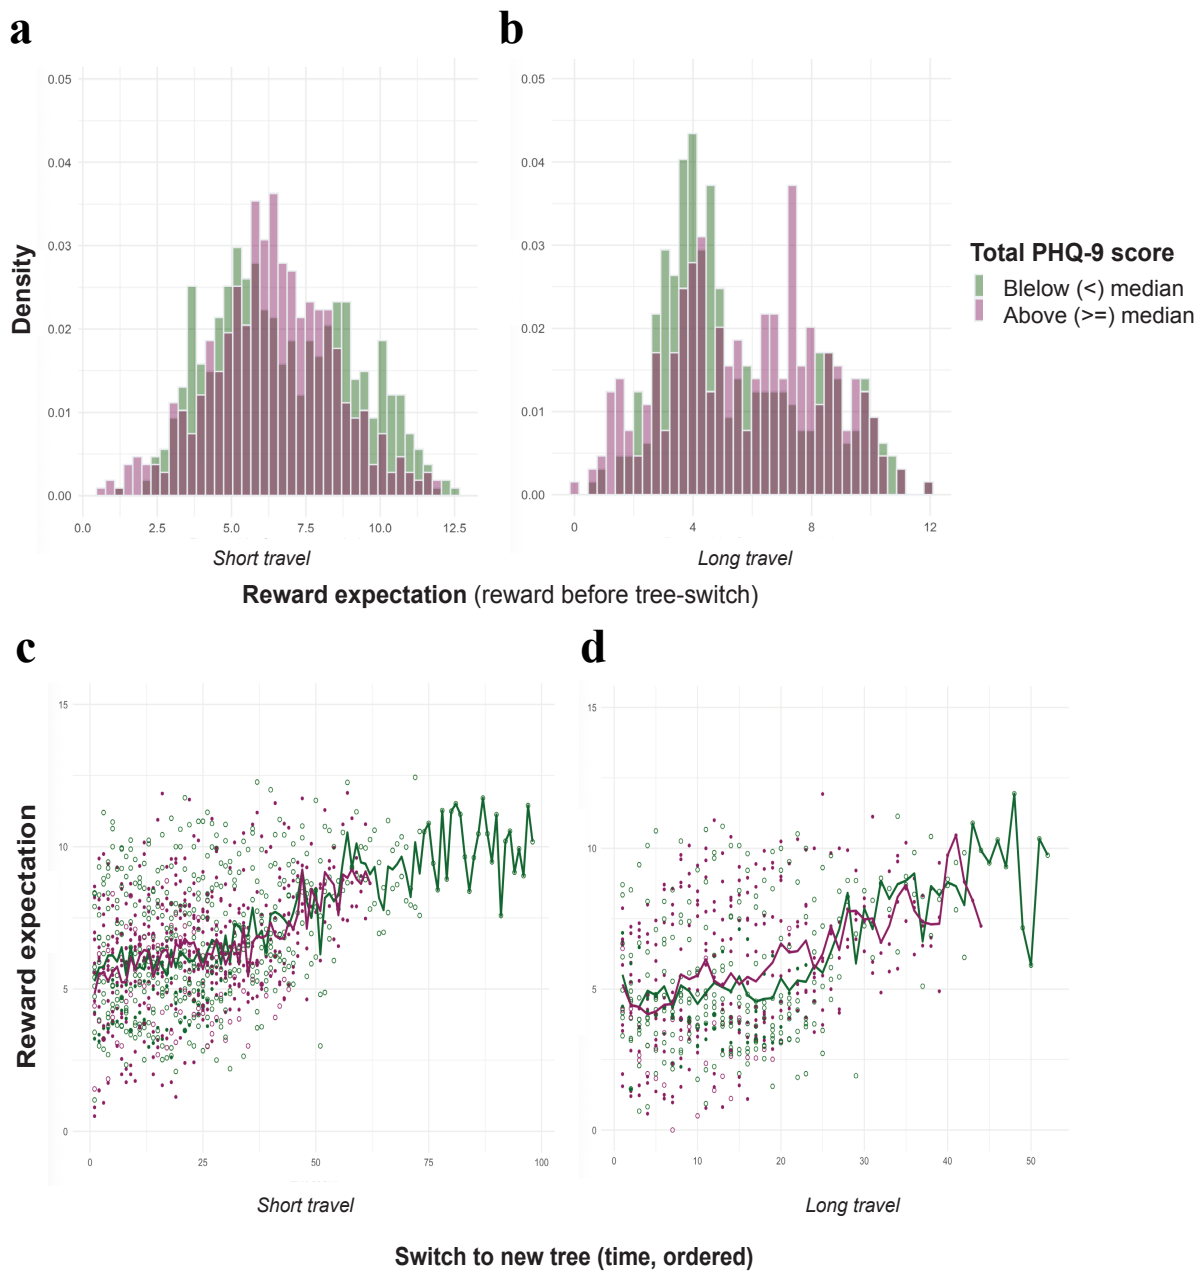 a
b
0.05
0.04
0.03
0.02
0.01
0.00
0.0 2.5 5.0 7.5 10.0 12.5
Density
Short travel
0.05
0.04
0.03
0.02
0.01
0.00
0 4 8 12
Long travel
Total PHQ-9 score
Blelow (<) median
Above (>=) median
Reward expectation (reward before tree-switch)
c
d
15
10
5
0
0 25 50 75 100
Reward expectation
Short travel
15
10
5
0
0 10 20 30 40 50
Long travel
Switch to new tree (time, ordered)